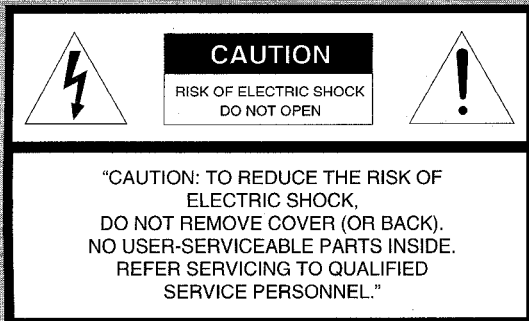 CAUTION
RISK OF ELECTRIC SHOCK
DO NOT OPEN
!
“CAUTION: TO REDUCE THE RISK OF
ELECTRIC SHOCK,
DO NOT REMOVE COVER (OR BACK).
NO USER-SERVICEABLE PARTS INSIDE.
REFER SERVICING TO QUALIFIED
SERVICE PERSONNEL.”